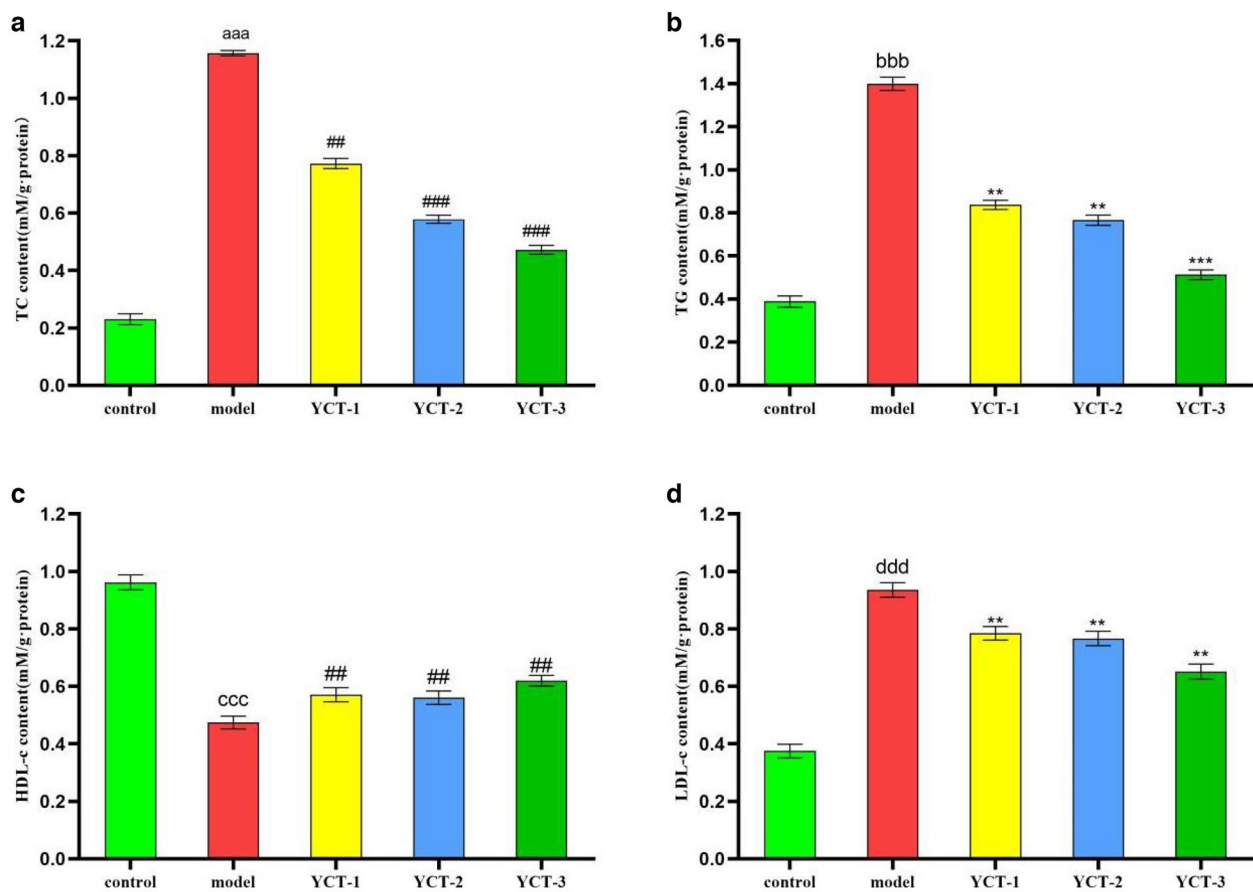 a
TC content(mM/g·protein)
1.2
1.0
0.8
0.6
0.4
0.2
0.0
aaa
##
###
###
control model YCT-1 YCT-2 YCT-3
b
TG content(mM/g·protein)
1.6
1.4
1.2
1.0
0.8
0.6
0.4
0.2
0.0
bbb
**
**
***
control model YCT-1 YCT-2 YCT-3
c
HDL-c content(mM/g·protein)
1.2
1.0
0.8
0.6
0.4
0.2
0.0
ccc
##
##
##
control model YCT-1 YCT-2 YCT-3
d
LDL-c content(mM/g·protein)
1.2
1.0
0.8
0.6
0.4
0.2
0.0
ddd
**
**
**
control model YCT-1 YCT-2 YCT-3